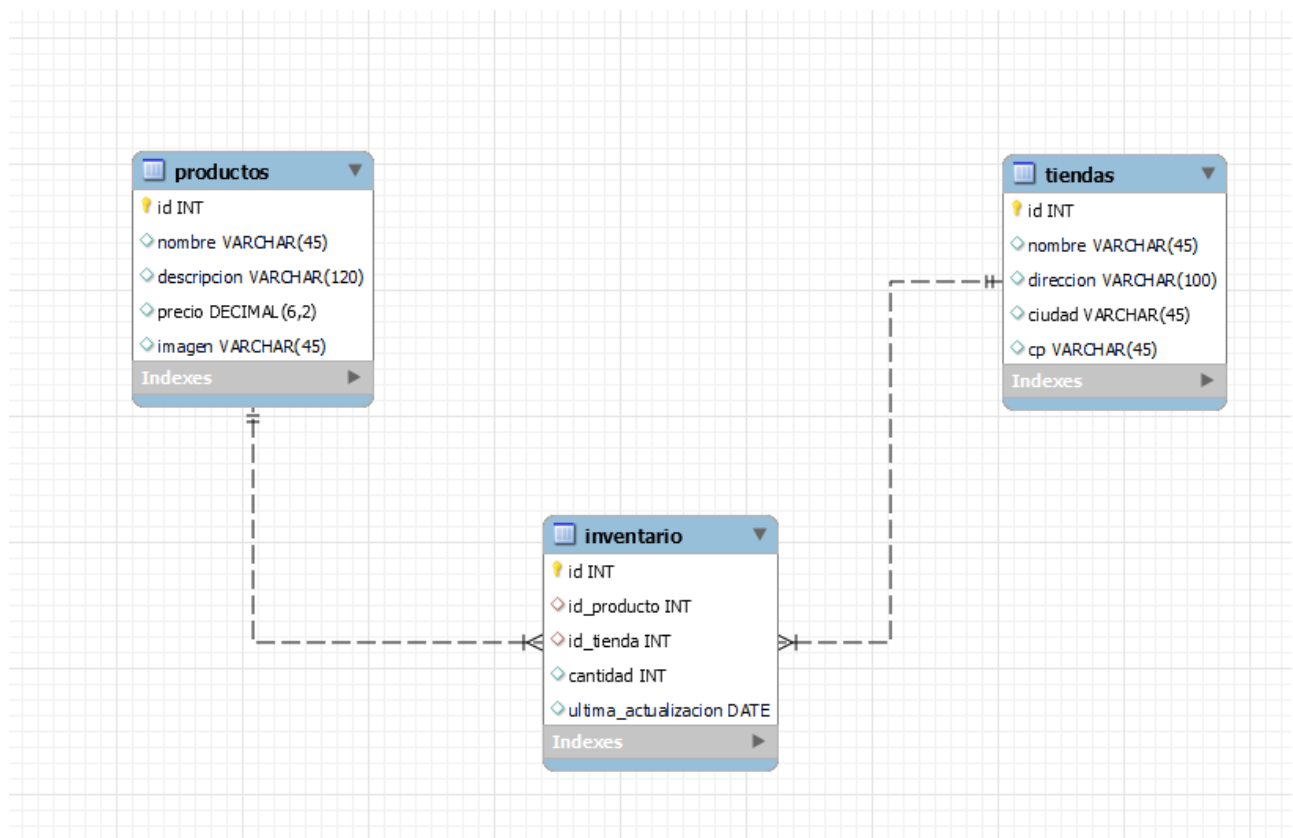 productos
id INT
nombre VARCHAR(45)
descripcion VARCHAR(120)
precio DECIMAL(6,2)
imagen VARCHAR(45)
Indexes
tiendas
id INT
nombre VARCHAR(45)
direccion VARCHAR(100)
ciudad VARCHAR(45)
cp VARCHAR(45)
Indexes
inventario
id INT
id_producto INT
id_tienda INT
cantidad INT
ultima_actualizacion DATE
Indexes